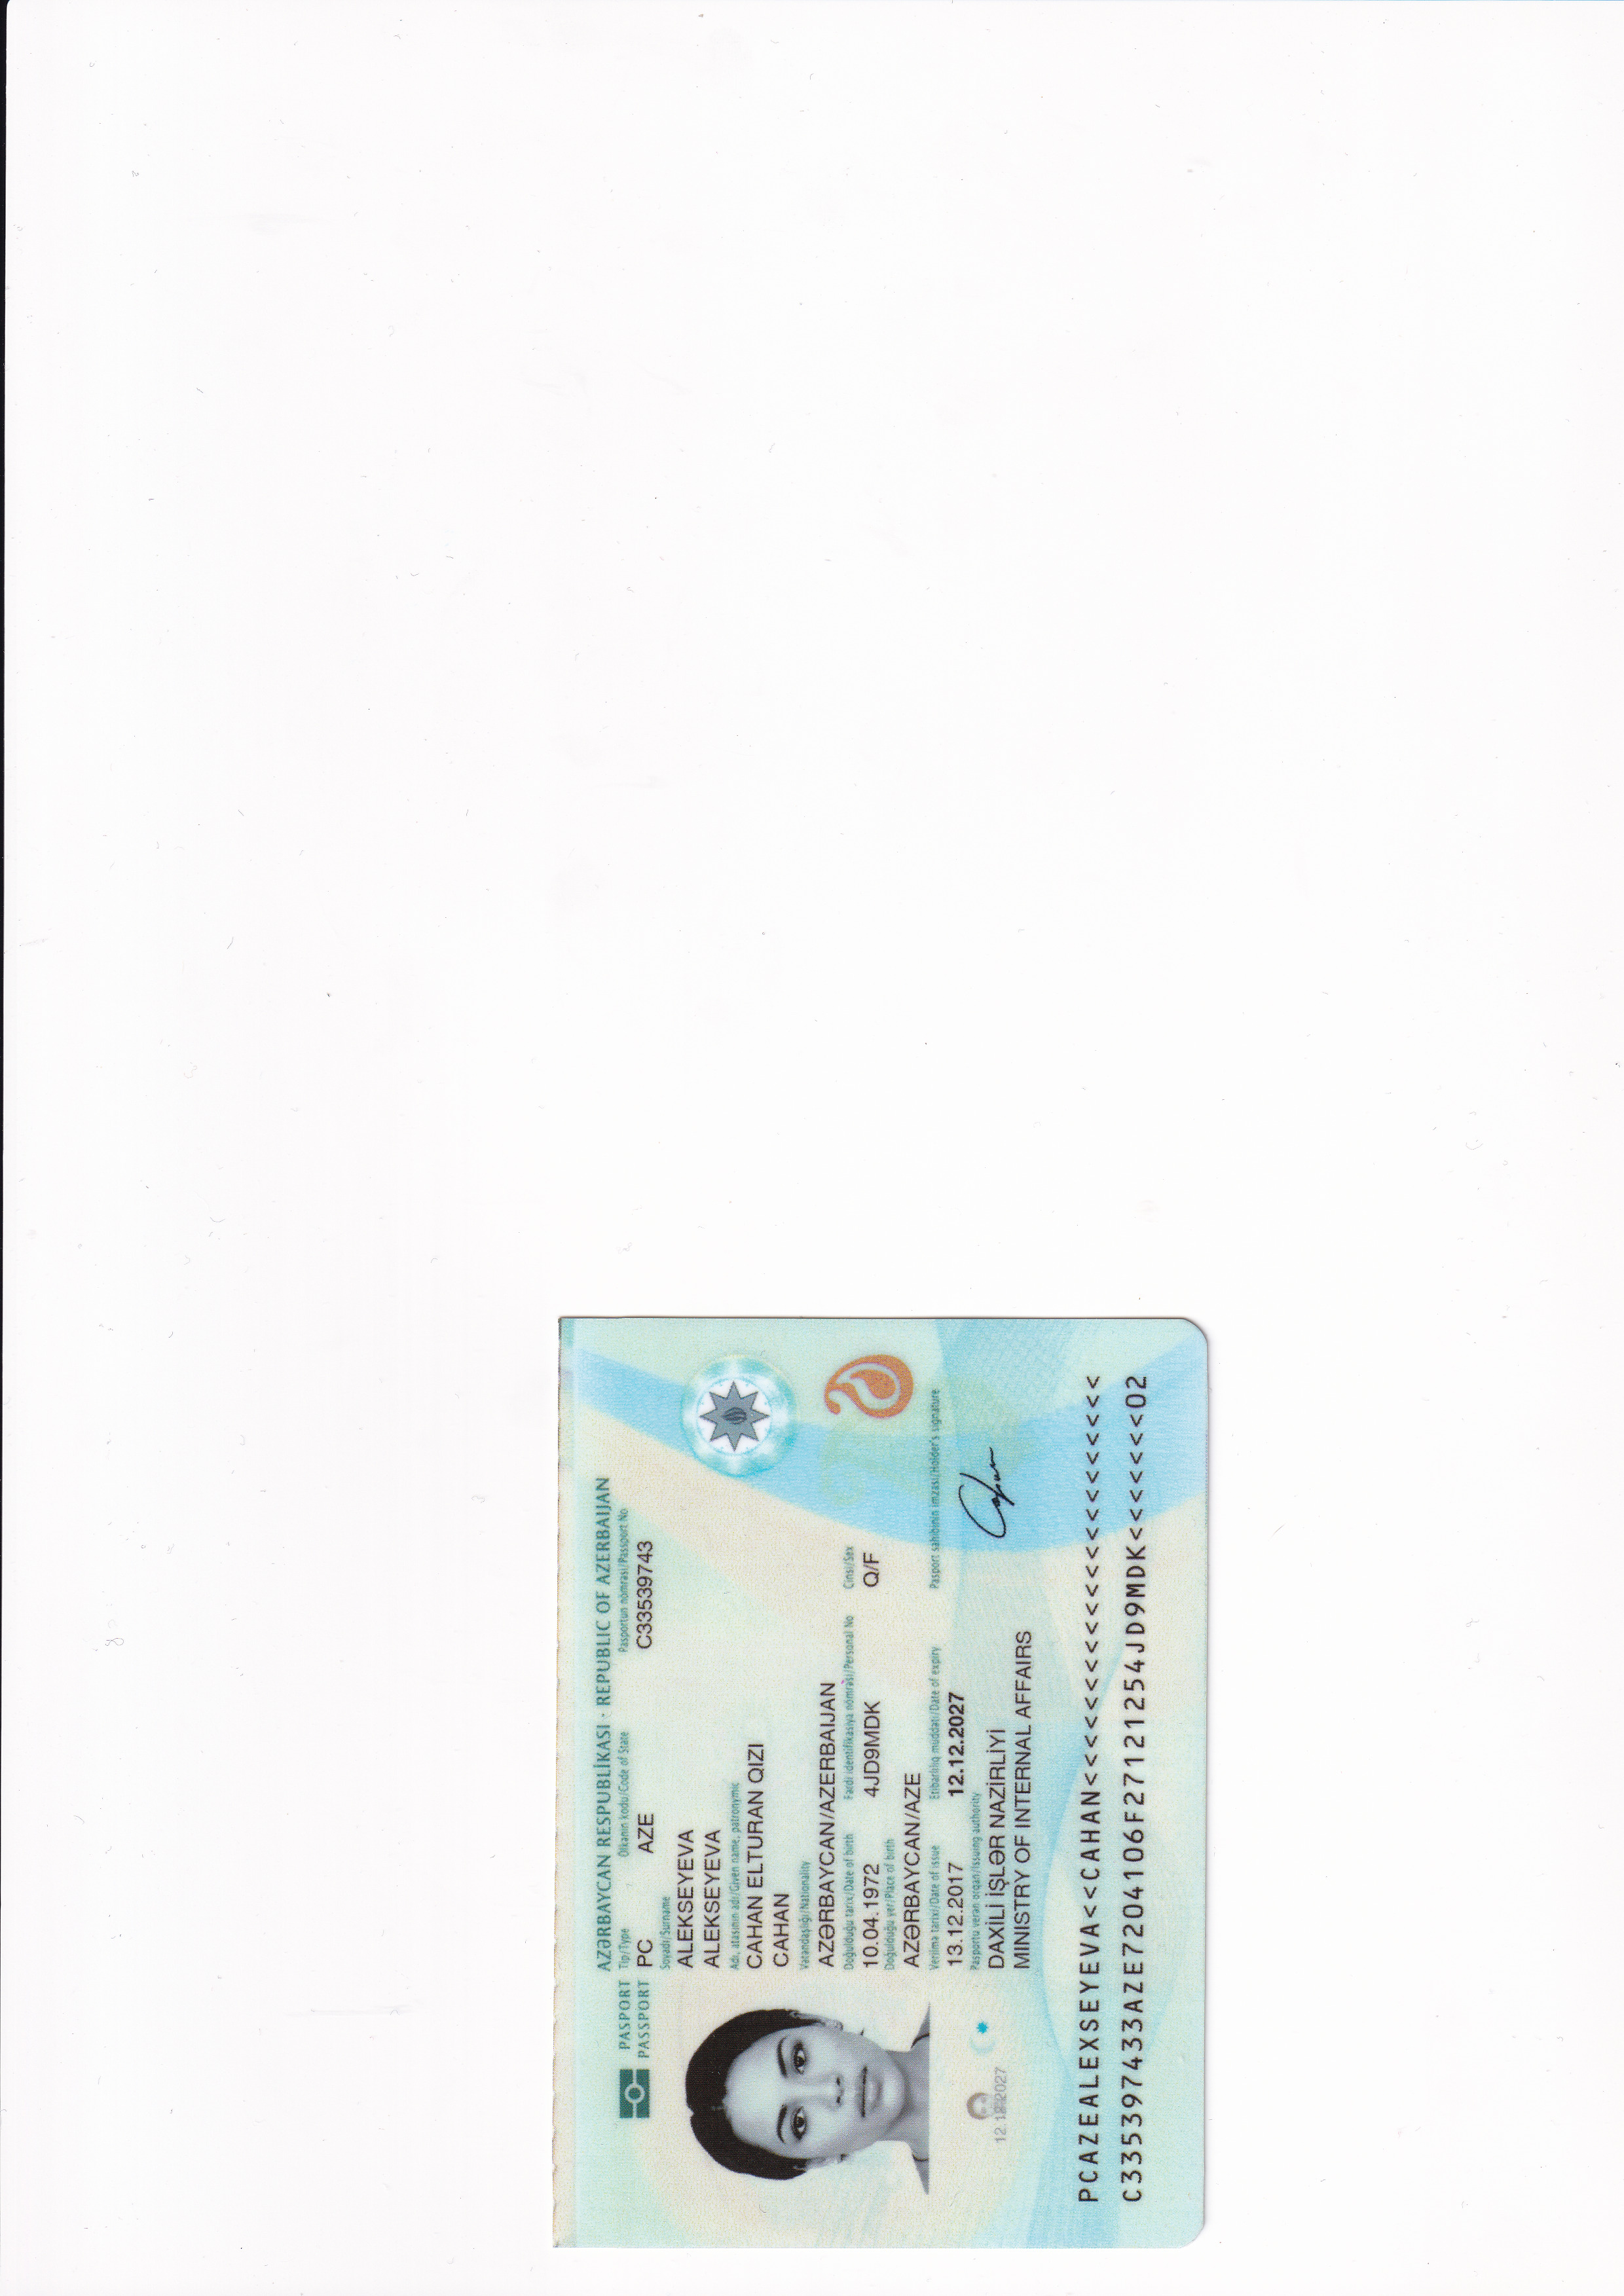 AZƏRBAYCAN RESPUBLİKASI - REPUBLIC OF AZERBAIJAN
PASPORT
PASSPORT
Tip/Type
Ölkənin kodu/Code of State
Pasportun nömrəsi/Passport No
PC
AZE
C33539743
Soyadı/Surname
ALEKSEYEVA
ALEKSEYEVA
Adı, atasının adı/Given name, patronymic
CAHAN ELTURAN QIZI
CAHAN
Vətəndaşlığı/Nationality
AZƏRBAYCAN/AZERBAIJAN
Doğulduğu tarix/Date of birth
Fərdi identifikasiya nömrəsi/Personal No
Cinsi/Sex
10.04.1972
4JD9MDK
Q/F
Doğulduğu yer/Place of birth
AZƏRBAYCAN/AZE
Verilmə tarixi/Date of issue
Etibarlılıq müddəti/Date of expiry
Pasport sahibinin imzası/Holder's signature
13.12.2017
12.12.2027
Pasportu verən orqan/Issuing authority
DAXİLİ İŞLƏR NAZİRLİYİ
MINISTRY OF INTERNAL AFFAIRS
PCAZEALEXSEYEVA<<CAHAN<<<<<<<<<<<<<<<<<<<<<<
C335397433AZE7204106F27121254JD9MDK<<<<<<<02